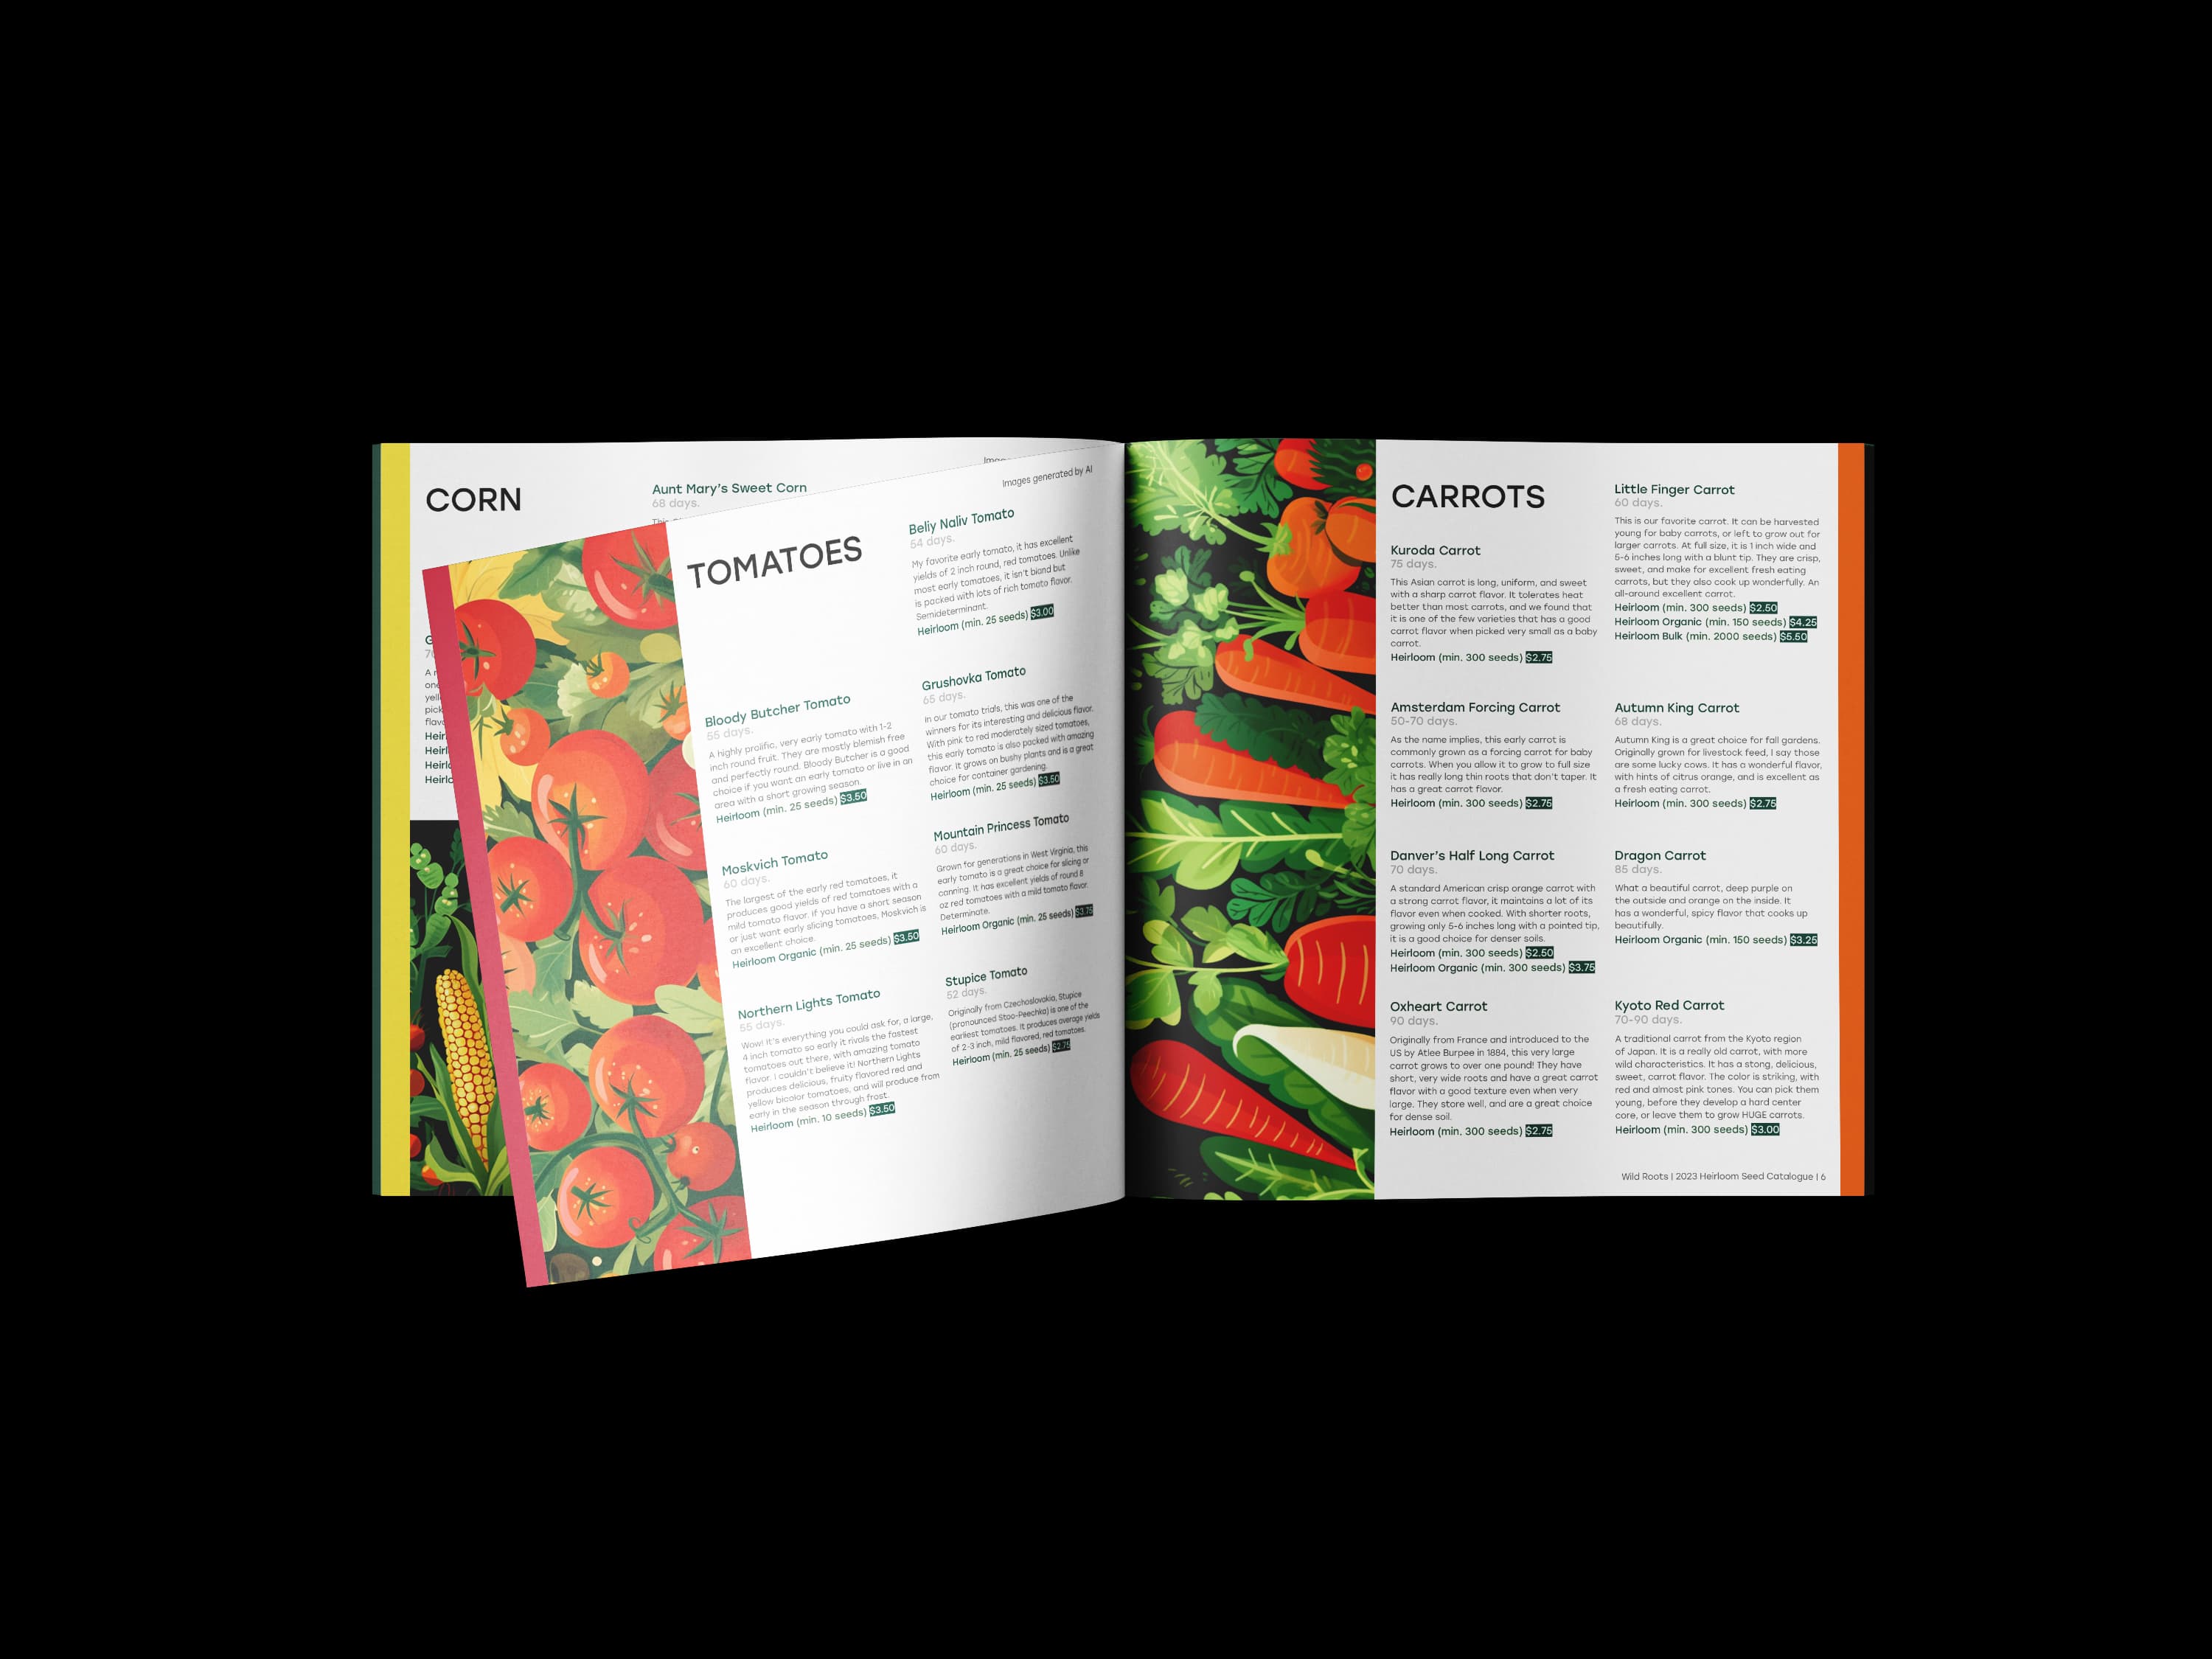 CORN
Aunt Mary's Sweet Corn
68 days.
Images generated by AI
TOMATOES
Bloody Butcher Tomato
55 days.
A highly prolific, very early tomato with 1-2
inch round fruit. They are mostly blemish free
and perfectly round. Bloody Butcher is a good
choice if you want an early tomato or live in an
area with a short growing season.
Heirloom (min. 25 seeds) $3.50
Moskvich Tomato
60 days.
The largest of the early red tomatoes, it
produces good yields of red tomatoes with a
mild tomato flavor. If you have a short season
or just want early slicing tomatoes, Moskvich is
an excellent choice.
Heirloom Organic (min. 25 seeds) $3.50
Northern Lights Tomato
55 days.
Wow! It's everything you could ask for, a large,
4 inch tomato so early it rivals the fastest
tomatoes out there, with amazing tomato
flavor. I couldn't believe it! Northern Lights
produces delicious, fruity flavored red and
yellow bicolor tomatoes, and will produce from
early in the season through frost.
Heirloom (min. 10 seeds) $3.50
Beliy Naliv Tomato
54 days.
My favorite early tomato, it has excellent
yields of 2 inch round, red tomatoes. Unlike
most early tomatoes, it isn't bland but
is packed with lots of rich tomato flavor.
Semideterminant.
Heirloom (min. 25 seeds) $3.00
Grushovka Tomato
65 days.
In our tomato trials, this was one of the
winners for its interesting and delicious flavor.
With pink to red moderately sized tomatoes,
this early tomato is also packed with amazing
flavor. It grows on bushy plants and is a great
choice for container gardening.
Heirloom (min. 25 seeds) $3.50
Mountain Princess Tomato
60 days.
Grown for generations in West Virginia, this
early tomato is a great choice for slicing or
canning. It has excellent yields of round 8
oz red tomatoes with a mild tomato flavor.
Determinate.
Heirloom Organic (min. 25 seeds) $3.75
Stupice Tomato
52 days.
Originally from Czechoslovakia, Stupice
(pronounced Stoo-Peechka) is one of the
earliest tomatoes. It produces average yields
of 2-3 inch, mild flavored, red tomatoes.
Heirloom (min. 25 seeds) $2.75
CARROTS
Kuroda Carrot
75 days.
This Asian carrot is long, uniform, and sweet
with a sharp carrot flavor. It tolerates heat
better than most carrots, and we found that
it is one of the few varieties that has a good
carrot flavor when picked very small as a baby
carrot.
Heirloom (min. 300 seeds) $2.75
Amsterdam Forcing Carrot
50-70 days.
As the name implies, this early carrot is
commonly grown as a forcing carrot for baby
carrots. When you allow it to grow to full size
it has really long thin roots that don't taper. It
has a great carrot flavor.
Heirloom (min. 300 seeds) $2.75
Danver's Half Long Carrot
70 days.
A standard American crisp orange carrot with
a strong carrot flavor, it maintains a lot of its
flavor even when cooked. With shorter roots,
growing only 5-6 inches long with a pointed tip,
it is a good choice for denser soils.
Heirloom (min. 300 seeds) $2.50
Heirloom Organic (min. 300 seeds) $3.75
Oxheart Carrot
90 days.
Originally from France and introduced to the
US by Atlee Burpee in 1884, this very large
carrot grows to over one pound! They have
short, very wide roots and have a great carrot
flavor with a good texture even when very
large. They store well, and are a great choice
for dense soil.
Heirloom (min. 300 seeds) $2.75
Little Finger Carrot
60 days.
This is our favorite carrot. It can be harvested
young for baby carrots, or left to grow out for
larger carrots. At full size, it is 1 inch wide and
5-6 inches long with a blunt tip. They are crisp,
sweet, and make for excellent fresh eating
carrots, but they also cook up wonderfully. An
all-around excellent carrot.
Heirloom (min. 300 seeds) $2.50
Heirloom Organic (min. 150 seeds) $4.25
Heirloom Bulk (min. 2000 seeds) $5.50
Autumn King Carrot
68 days.
Autumn King is a great choice for fall gardens.
Originally grown for livestock feed, I say those
are some lucky cows. It has a wonderful flavor,
with hints of citrus orange, and is excellent as
a fresh eating carrot.
Heirloom (min. 300 seeds) $2.75
Dragon Carrot
85 days.
What a beautiful carrot, deep purple on
the outside and orange on the inside. It
has a wonderful, spicy flavor that cooks up
beautifully.
Heirloom Organic (min. 150 seeds) $3.25
Kyoto Red Carrot
70-90 days.
A traditional carrot from the Kyoto region
of Japan. It is a really old carrot, with more
wild characteristics. It has a stong, delicious,
sweet, carrot flavor. The color is striking, with
red and almost pink tones. You can pick them
young, before they develop a hard center
core, or leave them to grow HUGE carrots.
Heirloom (min. 300 seeds) $3.00
Wild Roots | 2023 Heirloom Seed Catalogue | 6